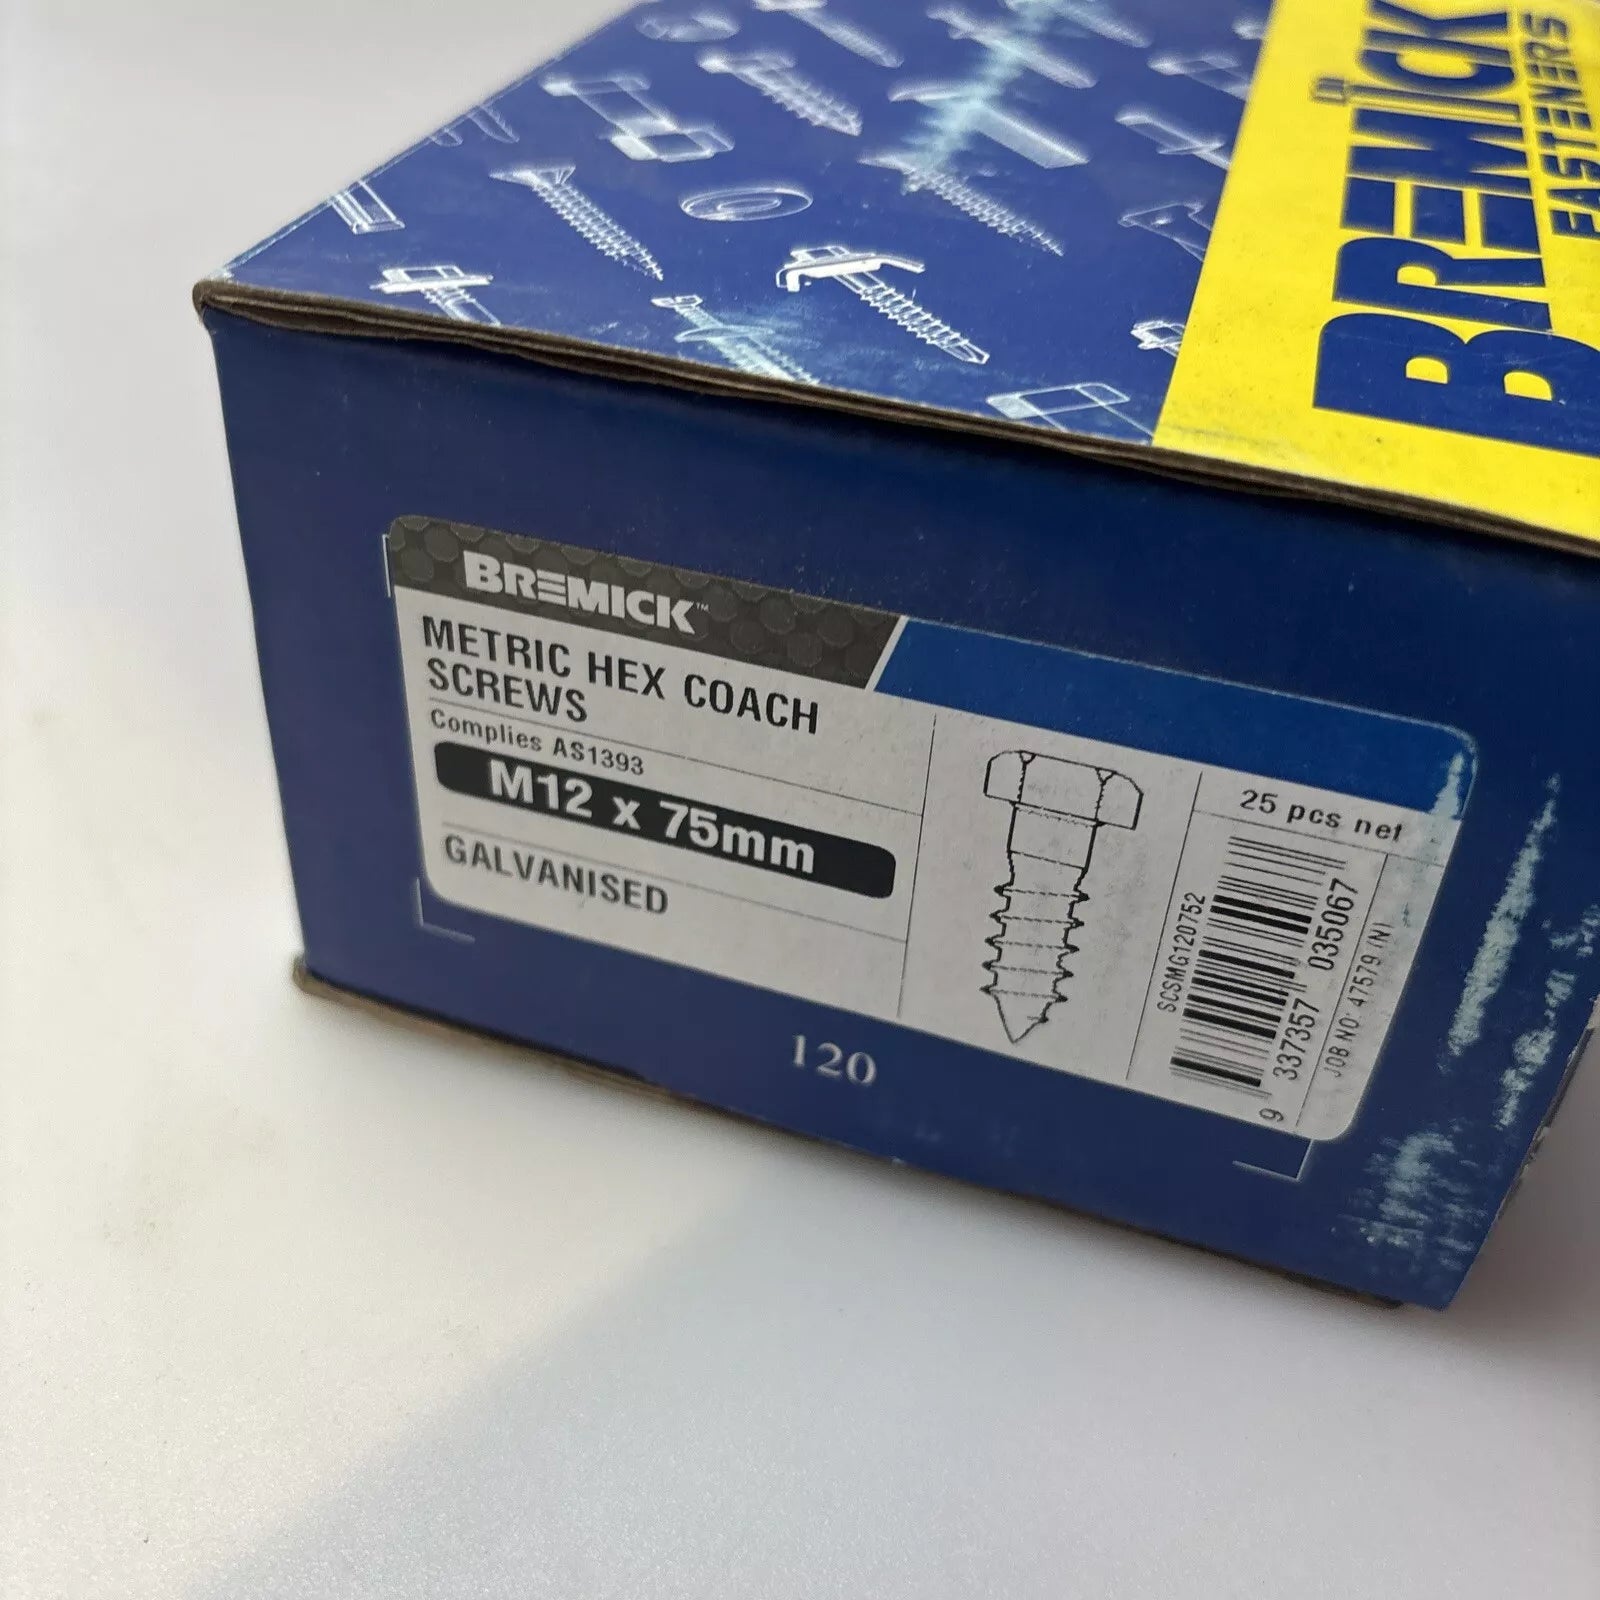 BREMICK
FASTENERS
BREMICK™
METRIC HEX COACH
SCREWS
Complies AS1393
M12 x 75mm
GALVANISED
25 pcs net
SCSMG120752
9 337357 035067
JOB NO: 47579 (N)
120